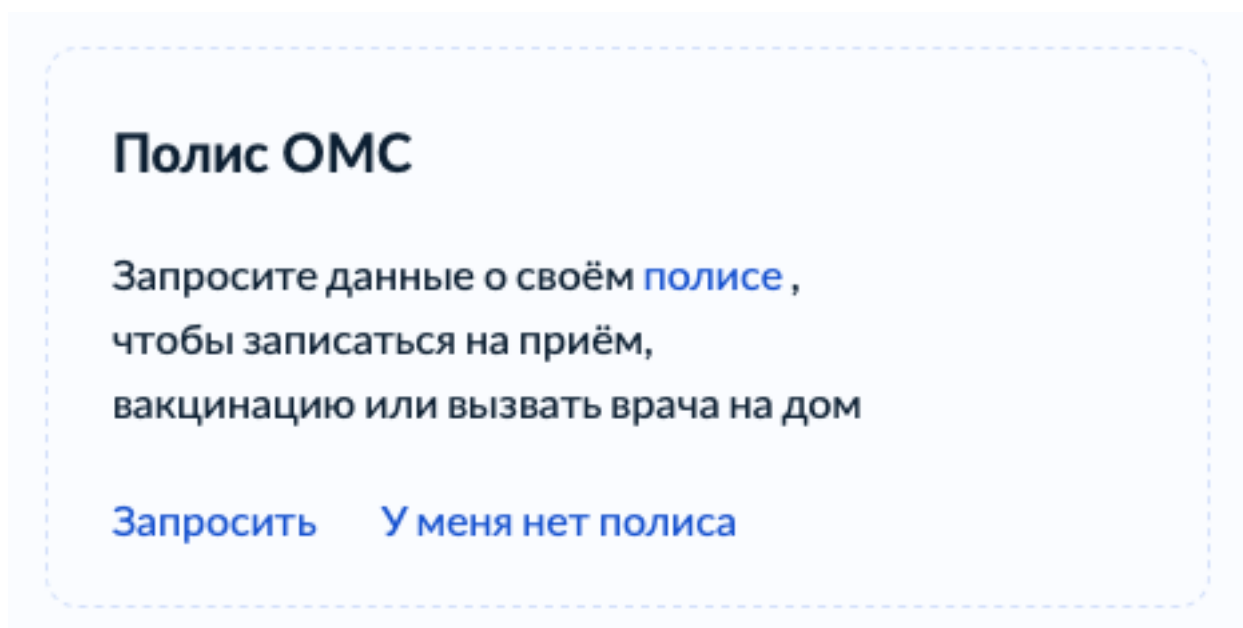 Полис ОМС
Запросите данные о своём полисе ,
чтобы записаться на приём,
вакцинацию или вызвать врача на дом
Запросить У меня нет полиса